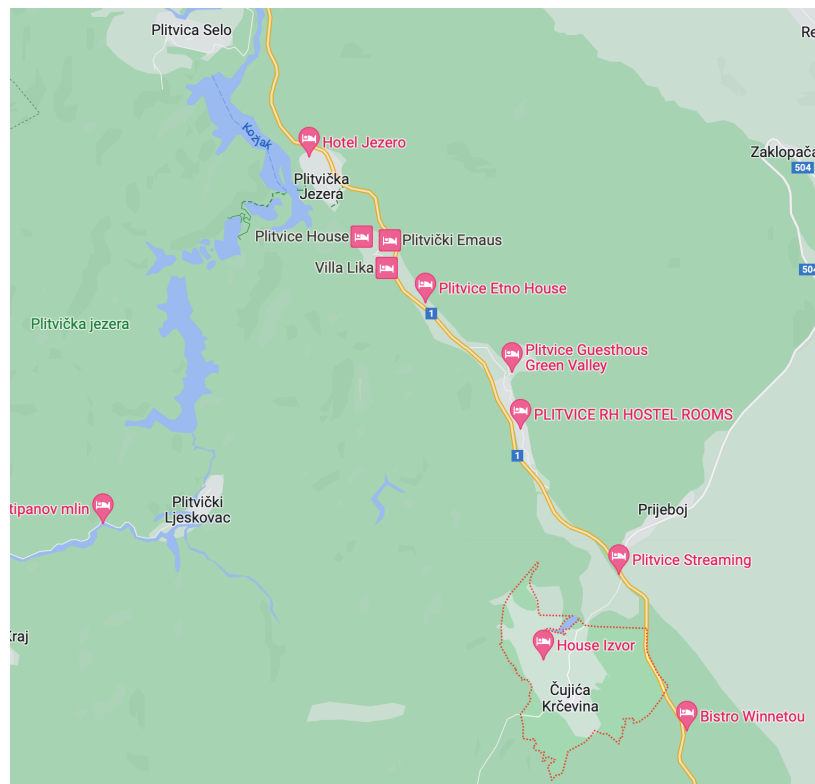 Plitvica Selo
Re
Kozjak
Hotel Jezero
Zaklopača
504
Plitvička
Jezera
Plitvice House
Plitvički Emaus
Villa Lika
504
Plitvice Etno House
1
Plitvička jezera
Plitvice Guesthous
Green Valley
PLITVICE RH HOSTEL ROOMS
1
tipanov mlin
Plitvički
Ljeskovac
Prijeboj
Plitvice Streaming
Kraj
House Izvor
Čujića
Krčevina
Bistro Winnetou